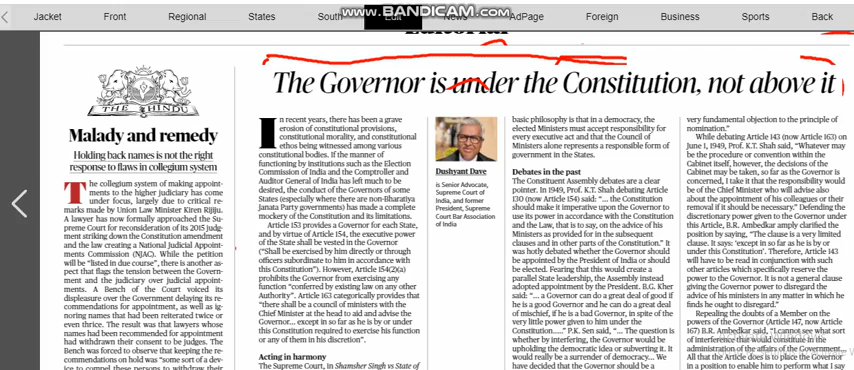 Jacket Front Regional States South Edit News AdPage Foreign Business Sports Back
WWW.BANDICAM.COM
Editorial
THE HINDU
Malady and remedy
Holding back names is not the right
response to flaws in collegium system
The collegium system of making appoint-
ments to the higher judiciary has come
under focus, largely due to critical re-
marks made by Union Law Minister Kiren Rijiju.
A lawyer has now formally approached the Su-
preme Court for reconsideration of its 2015 judg-
ment striking down the Constitution amendment
and the law creating a National Judicial Appoint-
ments Commission (NJAC). While the petition
will be “listed in due course”, there is another as-
pect that flags the tension between the Govern-
ment and the judiciary over judicial appoint-
ments. A Bench of the Court voiced its
displeasure over the Government delaying its re-
commendations for appointment, as well as ig-
noring names that had been reiterated twice or
even thrice. The result was that lawyers whose
names had been recommended for appointment
had withdrawn their consent to be judges. The
Bench was forced to observe that keeping the re-
commendations on hold was “some sort of a dev-
ice to compel these persons to withdraw their
The Governor is under the Constitution, not above it
In recent years, there has been a grave
erosion of constitutional provisions,
constitutional morality, and constitutional
ethos being witnessed among various
constitutional bodies. If the manner of
functioning by institutions such as the Election
Commission of India and the Comptroller and
Auditor General of India has left much to be
desired, the conduct of the Governors of some
States (especially where there are non-Bharatiya
Janata Party governments) has made a complete
mockery of the Constitution and its limitations.
Article 153 provides a Governor for each State,
and by virtue of Article 154, the executive power
of the State shall be vested in the Governor
(“Shall be exercised by him directly or through
officers subordinate to him in accordance with
this Constitution”). However, Article 154(2)(a)
prohibits the Governor from exercising any
function “conferred by existing law on any other
Authority”. Article 163 categorically provides that
“there shall be a council of ministers with the
Chief Minister at the head to aid and advise the
Governor... except in so far as he is by or under
this Constitution required to exercise his function
or any of them in his discretion”.
Acting in harmony
The Supreme Court, in Shamsher Singh vs State of
Dushyant Dave
is Senior Advocate,
Supreme Court of
India, and former
President, Supreme
Court Bar Association
of India
basic philosophy is that in a democracy, the
elected Ministers must accept responsibility for
every executive act and that the Council of
Ministers alone represents a responsible form of
government in the States.
Debates in the past
The Constituent Assembly debates are a clear
pointer. In 1949, Prof. K.T. Shah debating Article
130 (now Article 154) said: “... the Constitution
should make it imperative upon the Governor to
use its power in accordance with the Constitution
and the Law, that is to say, on the advice of his
Ministers as provided for in the subsequent
clauses and in other parts of the Constitution.” It
was hotly debated whether the Governor should
be appointed by the President of India or should
be elected. Fearing that this would create a
parallel State leadership, the Assembly instead
adopted appointment by the President. B.G. Kher
said: “... a Governor can do a great deal of good if
he is a good Governor and he can do a great deal
of mischief, if he is a bad Governor, in spite of the
very little power given to him under the
Constitution.....” P.K. Sen said, “... The question is
whether by interfering, the Governor would be
upholding the democratic idea or subverting it. It
would really be a surrender of democracy... We
have decided that the Governor should be a
very fundamental objection to the principle of
nomination.”
While debating Article 143 (now Article 163) on
June 1, 1949, Prof. K.T. Shah said, “Whatever may
be the procedure or convention within the
Cabinet itself, however, the decisions of the
Cabinet may be taken, so far as the Governor is
concerned, I take it that the responsibility would
be of the Chief Minister who will advise also
about the appointment of his colleagues or their
removal if it should be necessary.” Defending the
discretionary power given to the Governor under
this Article, B.R. Ambedkar amply clarified the
position by saying, “The clause is a very limited
clause. It says: ‘except in so far as he is by or
under this Constitution’. Therefore, Article 143
will have to be read in conjunction with such
other articles which specifically reserve the
power to the Governor. It is not a general clause
giving the Governor power to disregard the
advice of his ministers in any matter in which he
finds he ought to disregard.”
Repeating the doubts of a Member on the
powers of the Governor (Article 147, now Article
167) B.R. Ambedkar said, “I cannot see what sort
of interference that would constitute in the
administration of the affairs of the Government...
All that the Article does is to place the Governor
in a position to enable him to perform what I say